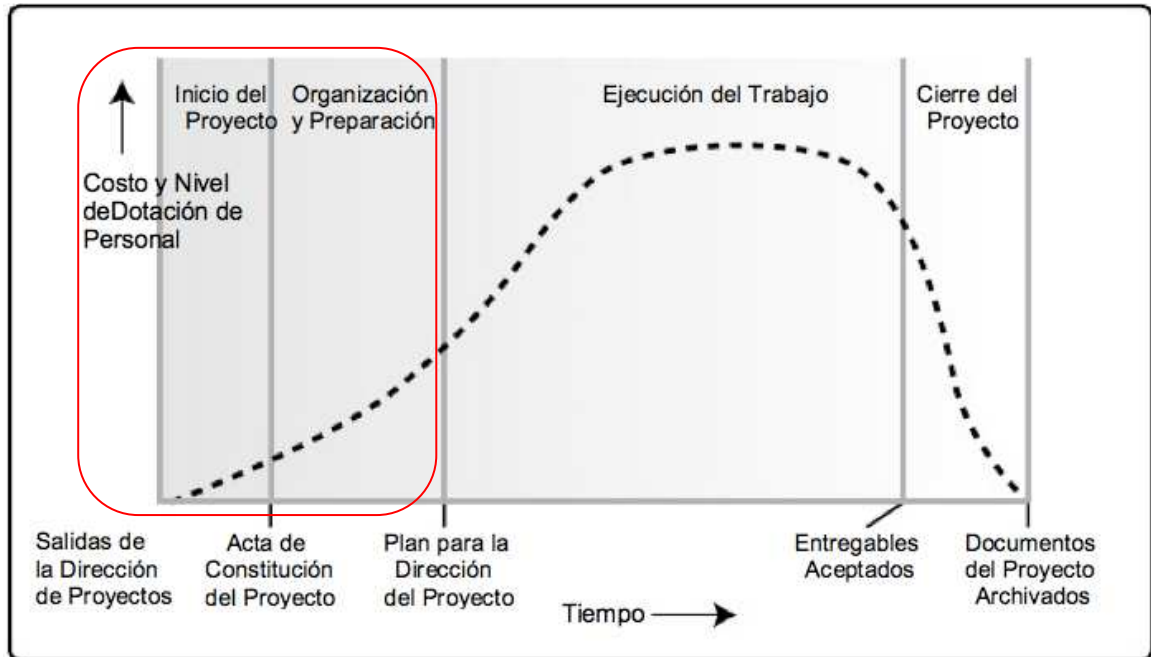 Inicio del
Proyecto
Organización
y Preparación
Ejecución del Trabajo
Cierre del
Proyecto
Costo y Nivel
deDotación de
Personal
Salidas de
la Dirección
de Proyectos
Acta de
Constitución
del Proyecto
Plan para la
Dirección
del Proyecto
Entregables
Aceptados
Documentos
del Proyecto
Archivados
Tiempo